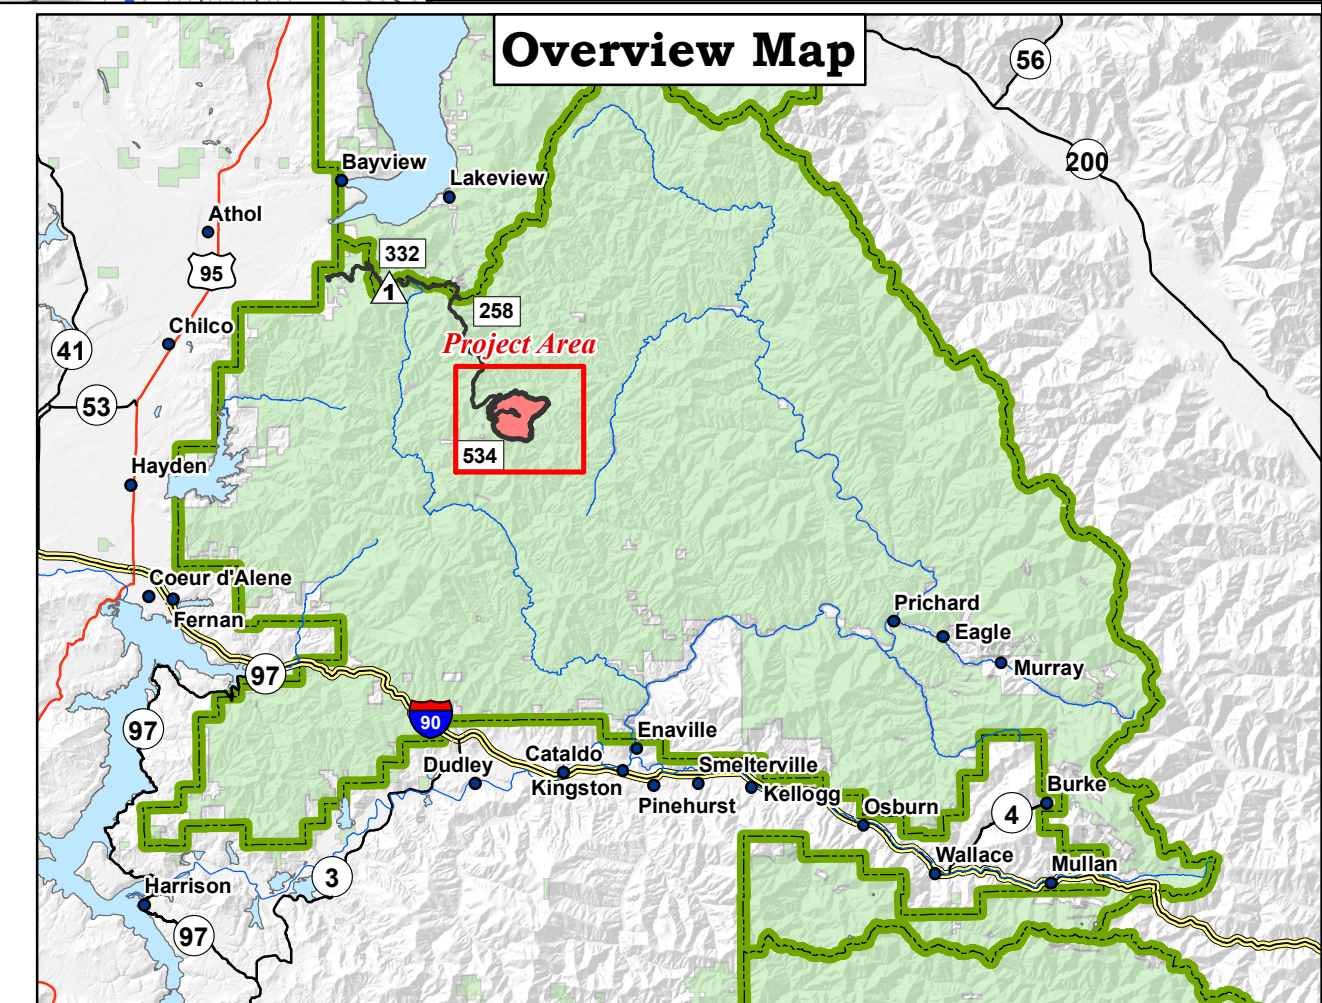 Overview Map
56
200
Bayview
Lakeview
Athol
332
95
1
258
Chilco
Project Area
41
53
534
Hayden
Coeur d'Alene
Fernan
Prichard
Eagle
Murray
97
97
90
Enaville
Cataldo
Smelterville
Dudley
Kingston
Burke
Kellogg
Pinehurst
Osburn
4
Wallace
Mullan
3
Harrison
97